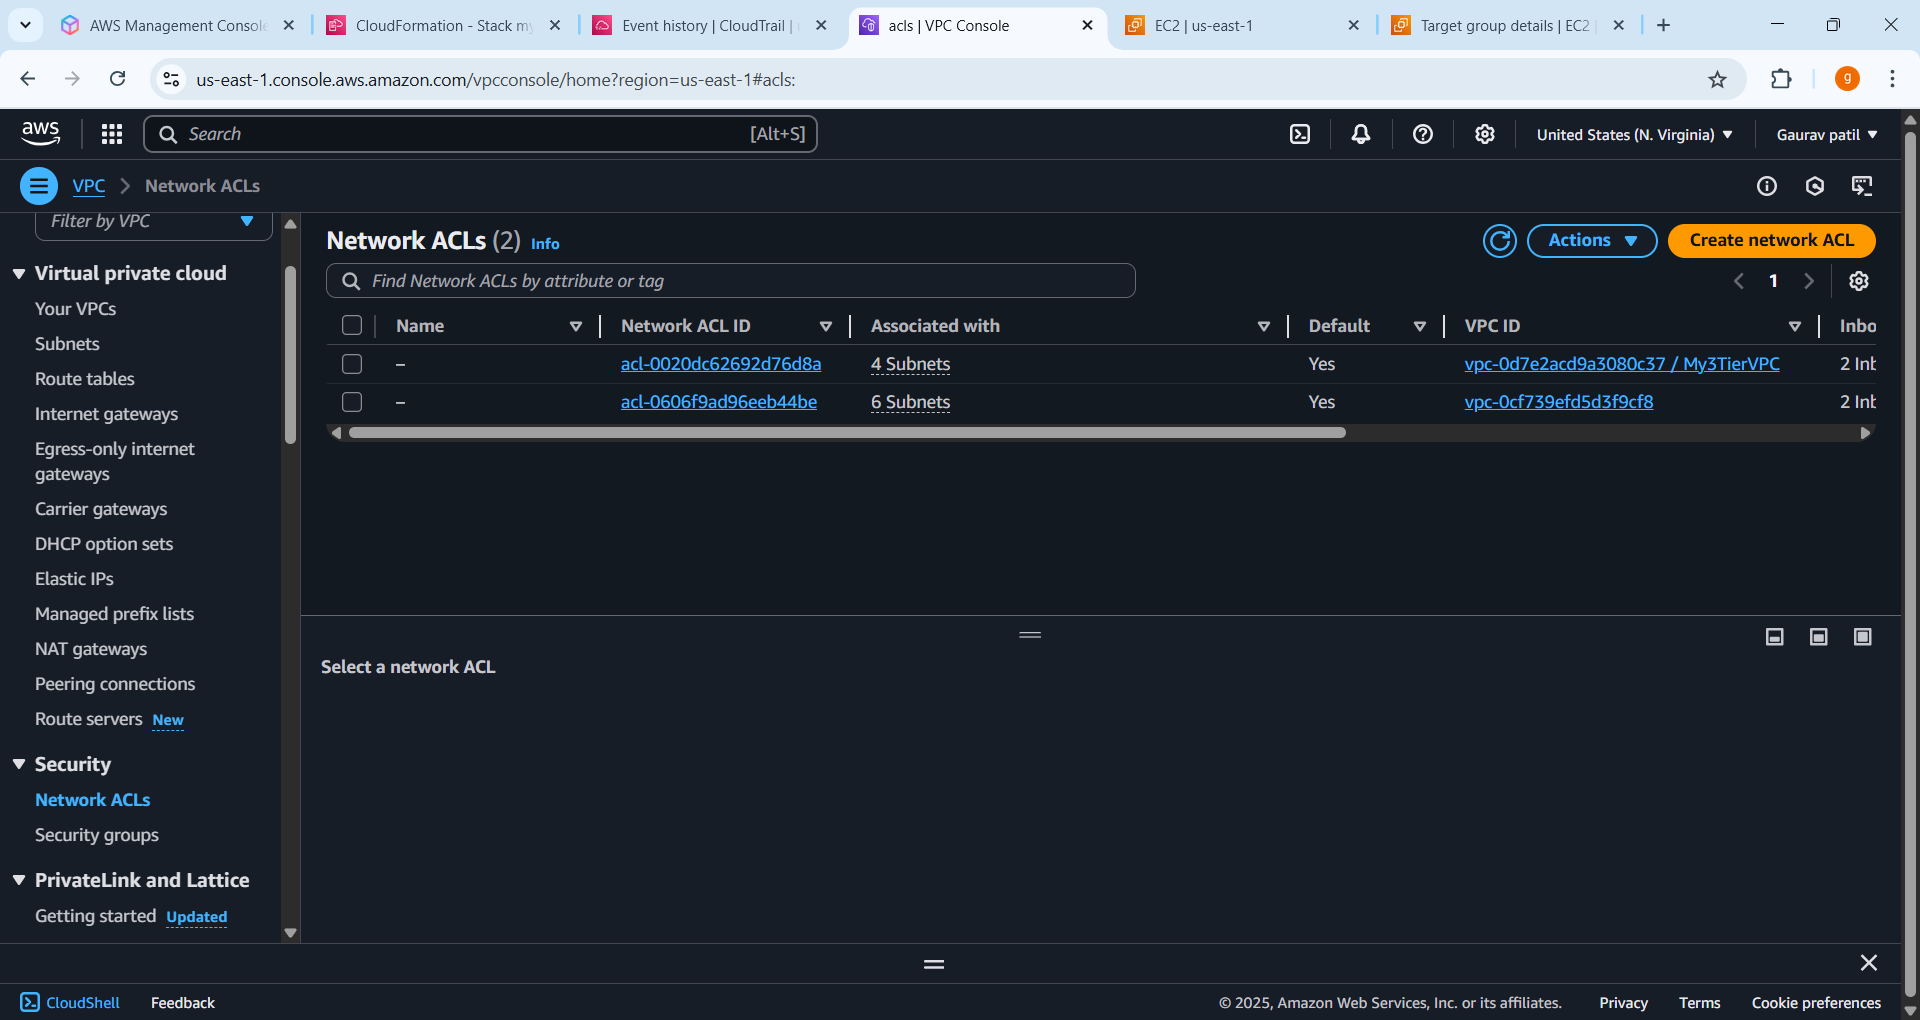 AWS Management Console
CloudFormation - Stack my
Event history | CloudTrail |
acls | VPC Console
EC2 | us-east-1
Target group details | EC2
us-east-1.console.aws.amazon.com/vpcconsole/home?region=us-east-1#acls:
g
aws
Search
[Alt+S]
United States (N. Virginia)
Gaurav patil
VPC
Network ACLs
Filter by VPC
Virtual private cloud
Your VPCs
Subnets
Route tables
Internet gateways
Egress-only internet
gateways
Carrier gateways
DHCP option sets
Elastic IPs
Managed prefix lists
NAT gateways
Peering connections
Route servers New
Security
Network ACLs
Security groups
PrivateLink and Lattice
Getting started Updated
Network ACLs (2) Info
Actions
Create network ACL
Find Network ACLs by attribute or tag
1
Name Network ACL ID Associated with Default VPC ID Inbo
– acl-0020dc62692d76d8a 4 Subnets Yes vpc-0d7e2acd9a3080c37 / My3TierVPC 2 Inb
– acl-0606f9ad96eeb44be 6 Subnets Yes vpc-0cf739efd5d3f9cf8 2 Inb
Select a network ACL
CloudShell
Feedback
© 2025, Amazon Web Services, Inc. or its affiliates.
Privacy
Terms
Cookie preferences